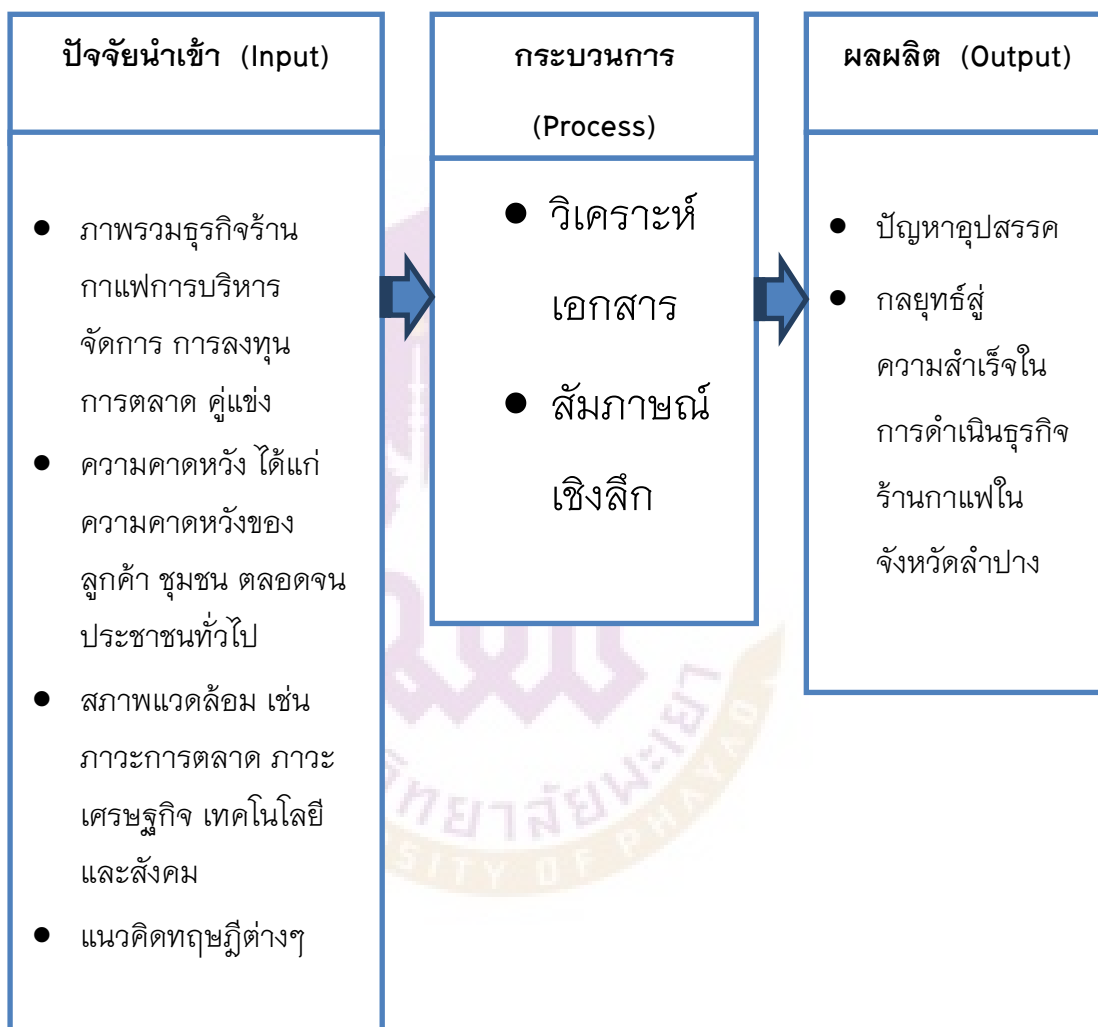 ปัจจัยนำเข้า (Input)
ภาพรวมธุรกิจร้าน
กาแฟการบริหาร
จัดการ การลงทุน
การตลาด คู่แข่ง
ความคาดหวัง ได้แก่
ความคาดหวังของ
ลูกค้า ชุมชน ตลอดจน
ประชาชนทั่วไป
สภาพแวดล้อม เช่น
ภาวะการตลาด ภาวะ
เศรษฐกิจ เทคโนโลยี
และสังคม
แนวคิดทฤษฎีต่างๆ
กระบวนการ
(Process)
วิเคราะห์
เอกสาร
สัมภาษณ์
เชิงลึก
ผลผลิต (Output)
ปัญหาอุปสรรค
กลยุทธ์สู่
ความสำเร็จใน
การดำเนินธุรกิจ
ร้านกาแฟใน
จังหวัดลำปาง